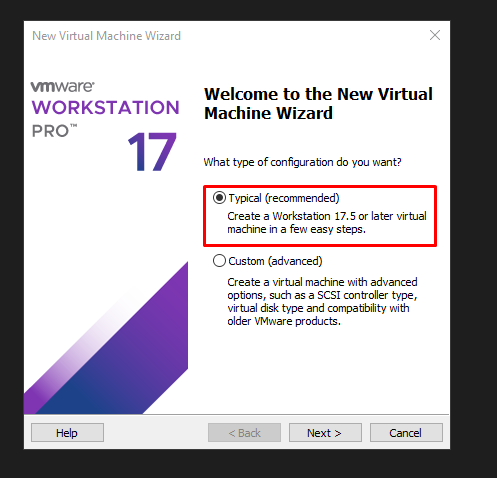 New Virtual Machine Wizard
vmware®
WORKSTATION
PRO™
17
Welcome to the New Virtual
Machine Wizard
What type of configuration do you want?
Typical (recommended)
Create a Workstation 17.5 or later virtual
machine in a few easy steps.
Custom (advanced)
Create a virtual machine with advanced
options, such as a SCSI controller type,
virtual disk type and compatibility with
older VMware products.
Help
< Back
Next >
Cancel